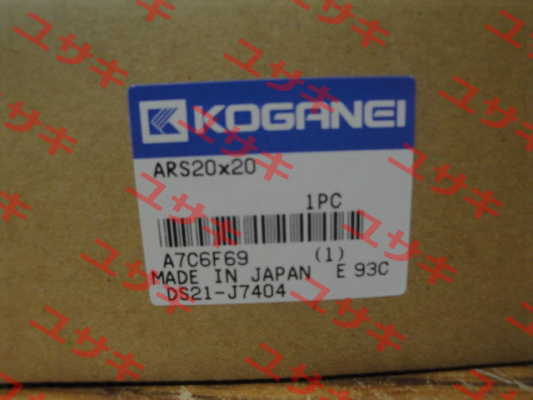 KOGANEI
ARS20x20
1PC
A7C6F69 (1)
MADE IN JAPAN E 93C
DS21-J7404
ユサキ